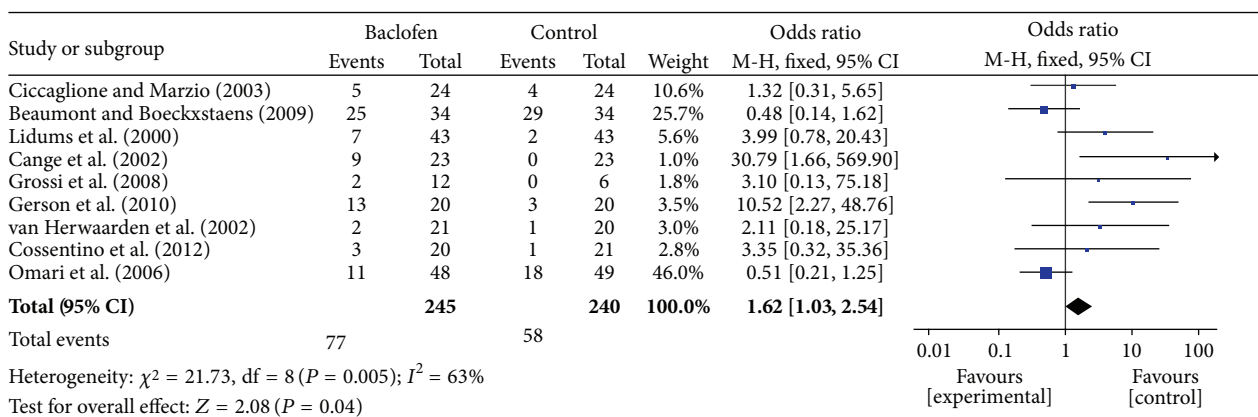 Study or subgroup Baclofen Control Odds ratio Odds ratio
Events Total Events Total Weight M-H, fixed, 95% CI M-H, fixed, 95% CI
Ciccaglione and Marzio (2003) 5 24 4 24 10.6% 1.32 [0.31, 5.65]
Beaumont and Boeckxstaens (2009) 25 34 29 34 25.7% 0.48 [0.14, 1.62]
Lidums et al. (2000) 7 43 2 43 5.6% 3.99 [0.78, 20.43]
Cange et al. (2002) 9 23 0 23 1.0% 30.79 [1.66, 569.90]
Grossi et al. (2008) 2 12 0 6 1.8% 3.10 [0.13, 75.18]
Gerson et al. (2010) 13 20 3 20 3.5% 10.52 [2.27, 48.76]
van Herwaarden et al. (2002) 2 21 1 20 3.0% 2.11 [0.18, 25.17]
Cossentino et al. (2012) 3 20 1 21 2.8% 3.35 [0.32, 35.36]
Omari et al. (2006) 11 48 18 49 46.0% 0.51 [0.21, 1.25]
Total (95% CI) 245 240 100.0% 1.62 [1.03, 2.54]
Total events 77 58
0.01 0.1 1 10 100
Heterogeneity: χ2 = 21.73, df = 8 (P = 0.005); I² = 63%
Favours Favours
[experimental] [control]
Test for overall effect: Z = 2.08 (P = 0.04)